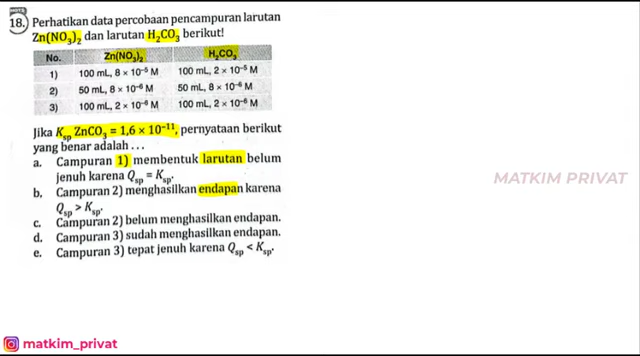 HOTS
18. Perhatikan data percobaan pencampuran larutan
Zn(NO₃)₂ dan larutan H₂CO₃ berikut!
No. Zn(NO₃)₂ H₂CO₃
1) 100 mL, 8 × 10⁻⁵ M 100 mL, 2 × 10⁻⁵ M
2) 50 mL, 8 × 10⁻⁶ M 50 mL, 8 × 10⁻⁶ M
3) 100 mL, 2 × 10⁻⁶ M 100 mL, 2 × 10⁻⁶ M
Jika Ksp ZnCO₃ = 1,6 × 10⁻¹¹, pernyataan berikut
yang benar adalah . . .
a. Campuran 1) membentuk larutan belum
jenuh karena Qsp = Ksp.
b. Campuran 2) menghasilkan endapan karena
Qsp > Ksp.
c. Campuran 2) belum menghasilkan endapan.
d. Campuran 3) sudah menghasilkan endapan.
e. Campuran 3) tepat jenuh karena Qsp < Ksp.
MATKIM PRIVAT
matkim_privat